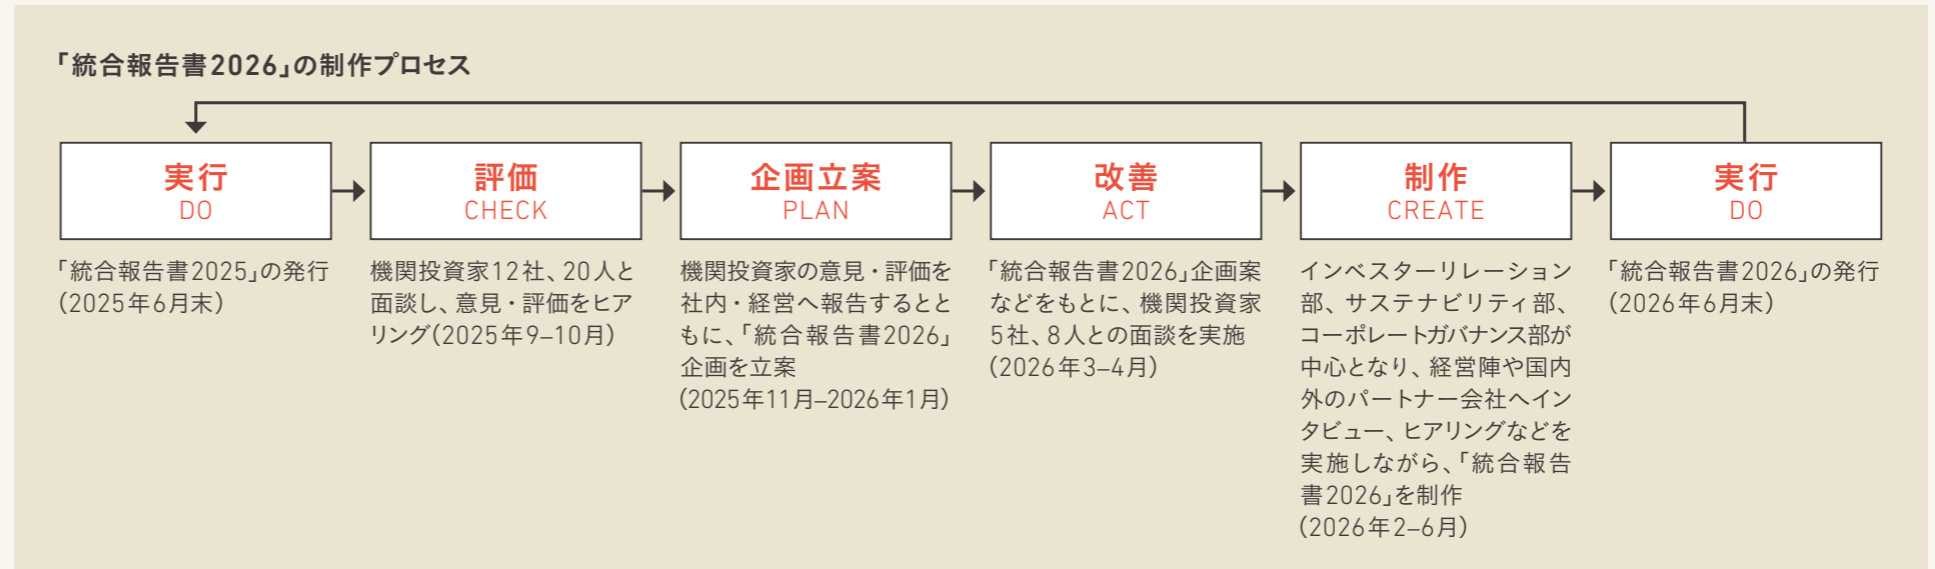 「統合報告書2026」の制作プロセス
実行
DO
「統合報告書2025」の発行
(2025年6月末)
評価
CHECK
機関投資家12社、20人と
面談し、意見・評価をヒア
リング(2025年9–10月)
企画立案
PLAN
機関投資家の意見・評価を
社内・経営へ報告するとと
もに、「統合報告書2026」
企画を立案
(2025年11月–2026年1月)
改善
ACT
「統合報告書2026」企画案
などをもとに、機関投資家
5社、8人との面談を実施
(2026年3–4月)
制作
CREATE
インベスターリレーション
部、サステナビリティ部、
コーポレートガバナンス部が
中心となり、経営陣や国内
外のパートナー会社へイン
タビュー、ヒアリングなどを
実施しながら、「統合報告
書2026」を制作
(2026年2–6月)
実行
DO
「統合報告書2026」の発行
(2026年6月末)